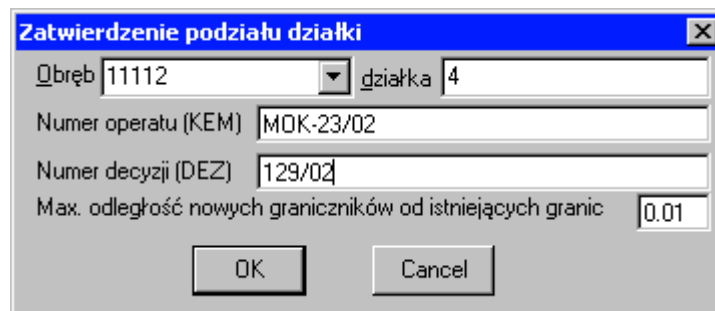 Zatwierdzenie podziału działki
Obręb 11112 działka 4
Numer operatu (KEM) MOK-23/02
Numer decyzji (DEZ) 129/02
Max. odległość nowych graniczników od istniejących granic 0.01
OK Cancel